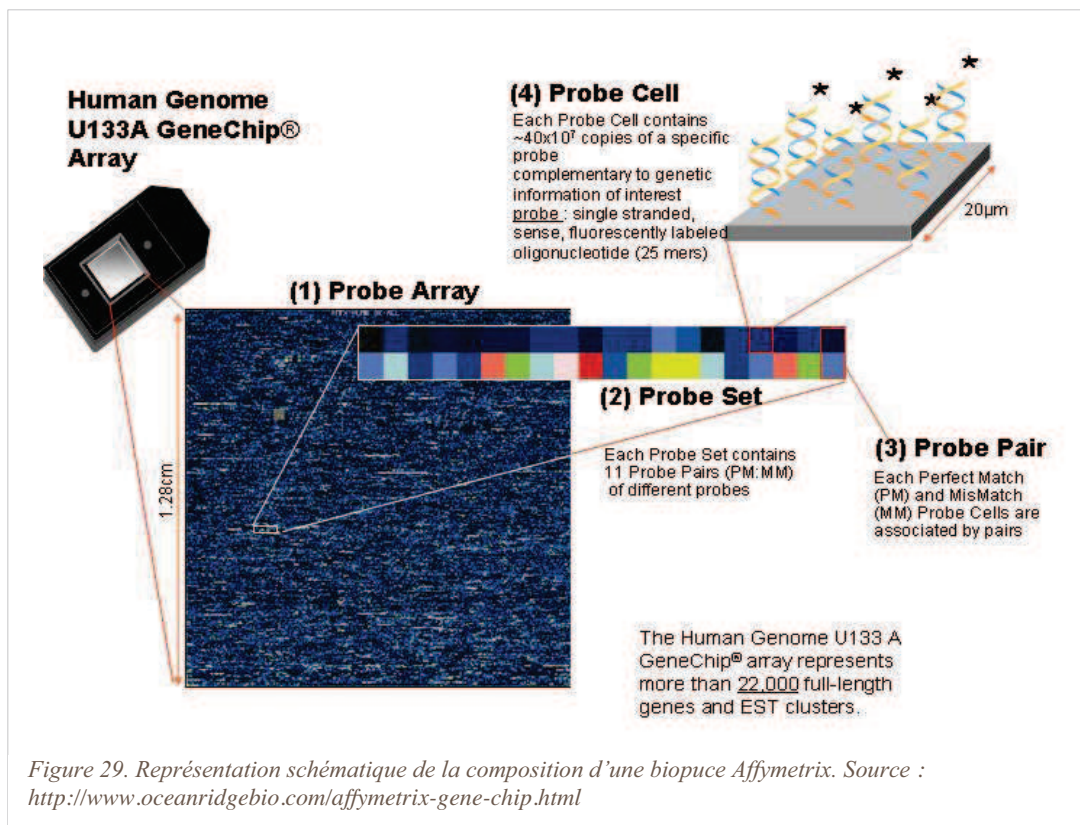 Human Genome
U133A GeneChip®
Array
(4) Probe Cell
Each Probe Cell contains
~40x10⁷ copies of a specific
probe
complementary to genetic
information of interest
probe : single stranded,
sense, fluorescently labeled
oligonucleotide (25 mers)
* * * * *
20µm
(1) Probe Array
1.28cm
(2) Probe Set
Each Probe Set contains
11 Probe Pairs (PM:MM)
of different probes
(3) Probe Pair
Each Perfect Match
(PM) and MisMatch
(MM) Probe Cells are
associated by pairs
The Human Genome U133 A
GeneChip® array represents
more than 22,000 full-length
genes and EST clusters.
Figure 29. Représentation schématique de la composition d’une biopuce Affymetrix. Source :
http://www.oceanridgebio.com/affymetrix-gene-chip.html